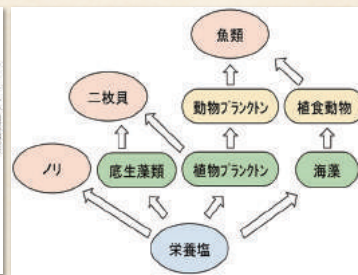 魚類
二枚貝
動物プランクトン
植食動物
ノリ
底生藻類
植物プランクトン
海藻
栄養塩